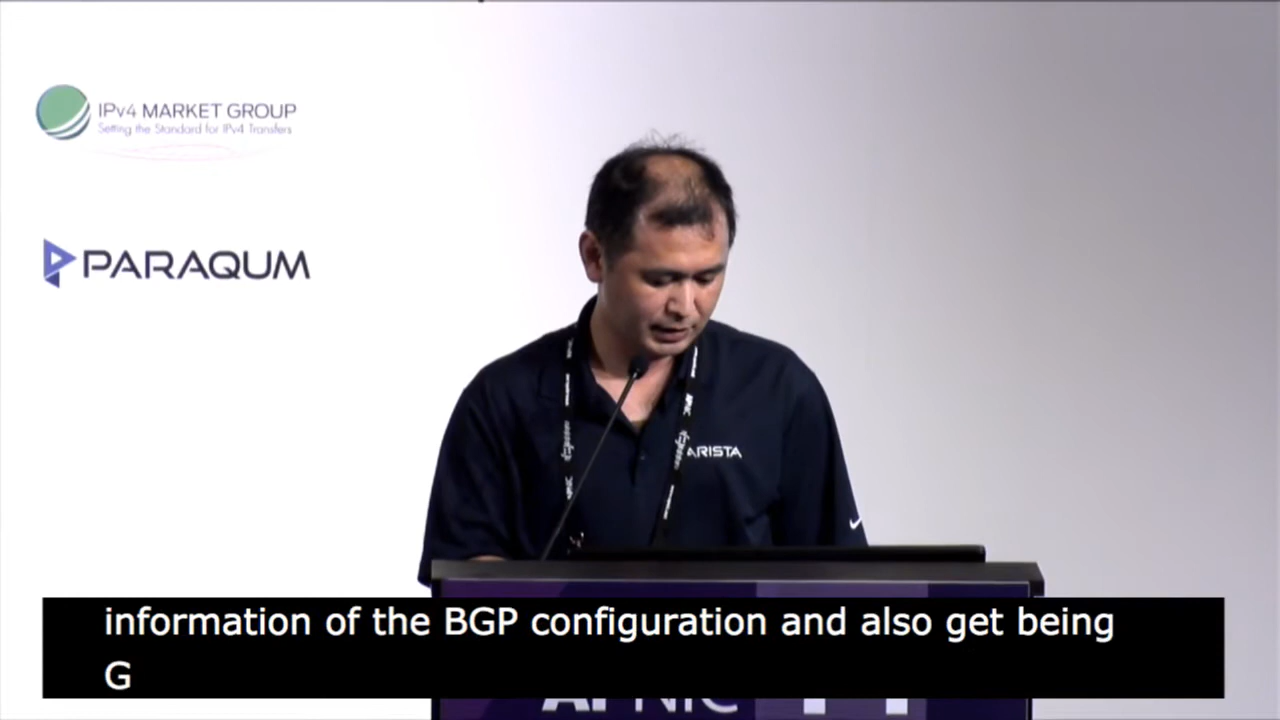 IPv4 MARKET GROUP
Setting the Standard for IPv4 Transfers
PARAQUM
ARISTA
information of the BGP configuration and also get being
G
APNIC